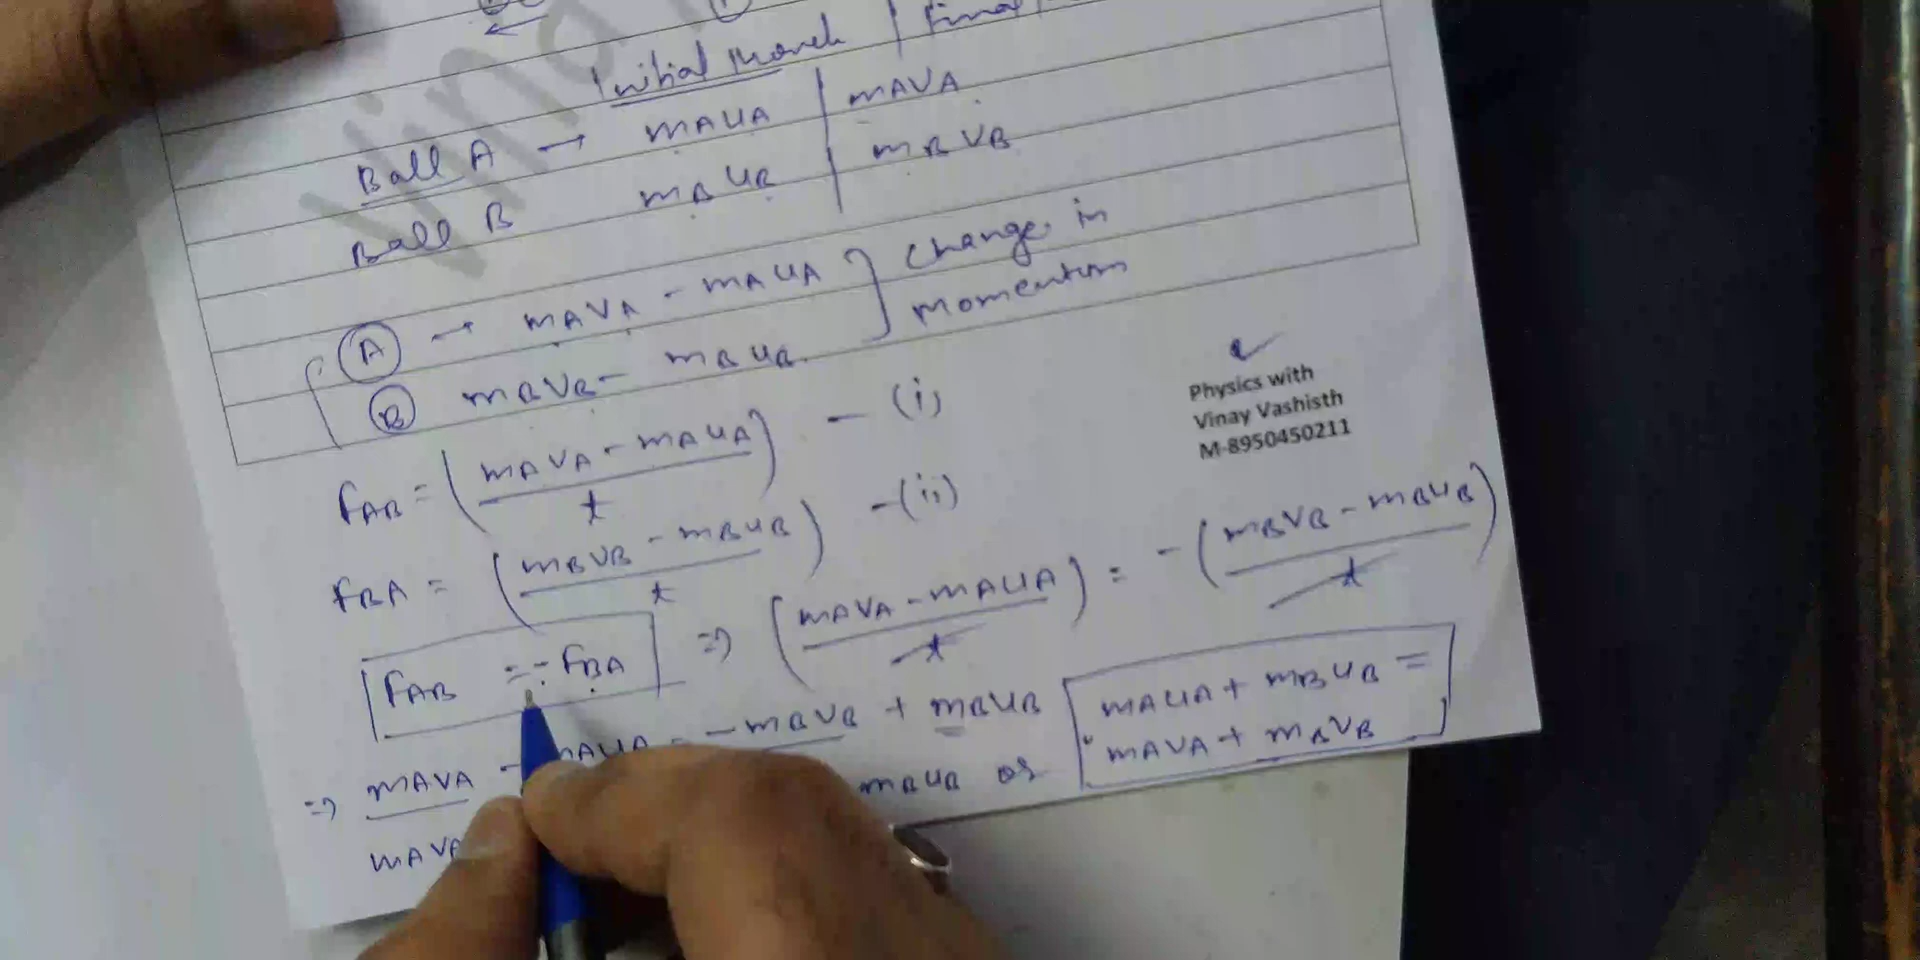 Initial | Final
Ball A → mAuA | mAvA
Ball B mBuB | mBvB
(A) → mAvA - mAuA } change in
(B) mBvB - mBuB momentum
FAB = (mAvA - mAuA / t) - (i)
FBA = (mBvB - mBuB / t) - (ii)
Physics with
Vinay Vashisth
M-8950450211
FAB = - FBA ⇒ (mAvA - mAuA / t) = - (mBvB - mBuB / t)
⇒ mAvA - mAuA = - mBvB + mBuB
mAvA mBuB or
mAuA + mBuB =
mAvA + mBvB